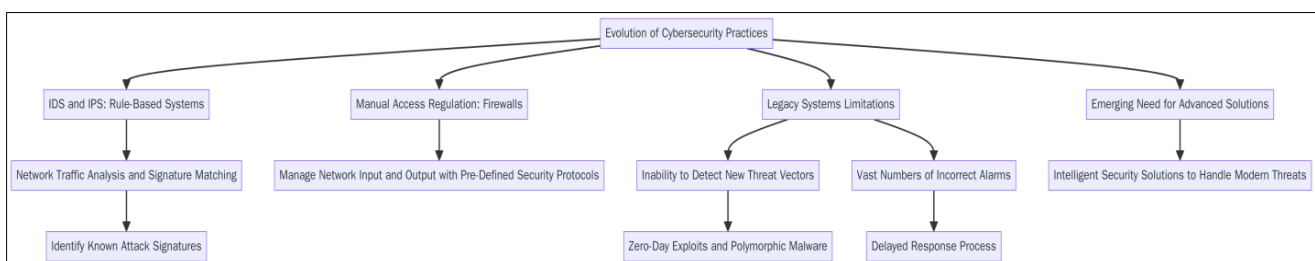 Evolution of Cybersecurity Practices
IDS and IPS: Rule-Based Systems
Manual Access Regulation: Firewalls
Legacy Systems Limitations
Emerging Need for Advanced Solutions
Network Traffic Analysis and Signature Matching
Manage Network Input and Output with Pre-Defined Security Protocols
Inability to Detect New Threat Vectors
Vast Numbers of Incorrect Alarms
Intelligent Security Solutions to Handle Modern Threats
Identify Known Attack Signatures
Zero-Day Exploits and Polymorphic Malware
Delayed Response Process